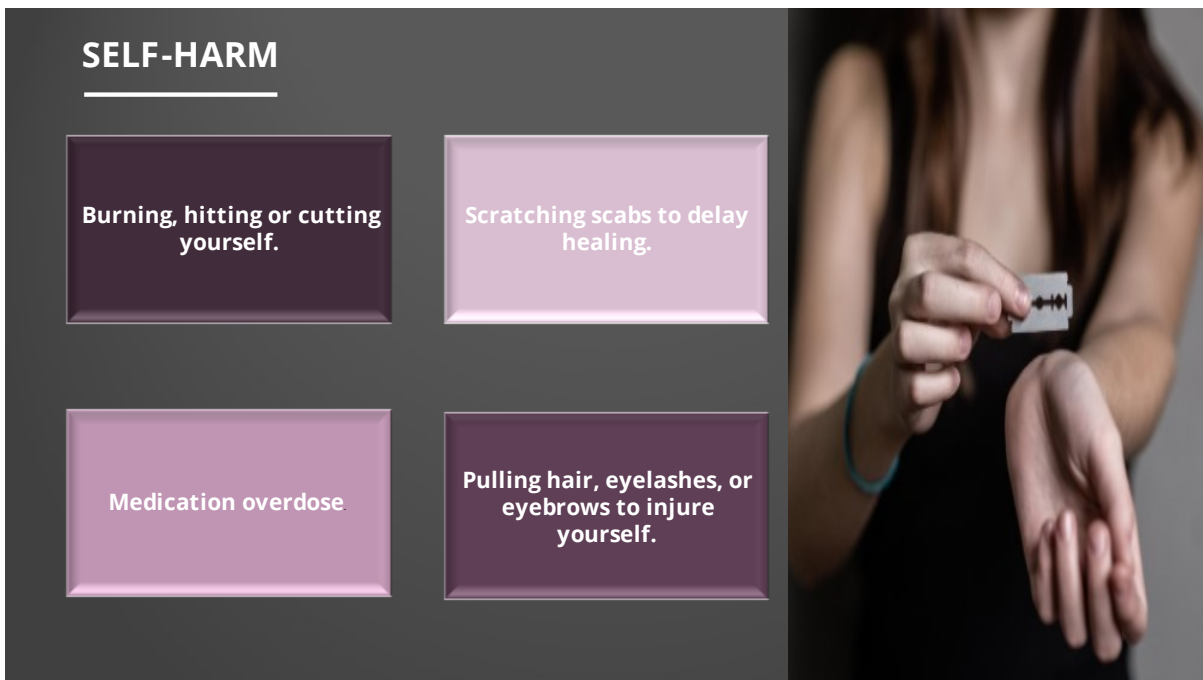 SELF-HARM
Burning, hitting or cutting
yourself.
Scratching scabs to delay
healing.
Medication overdose.
Pulling hair, eyelashes, or
eyebrows to injure
yourself.